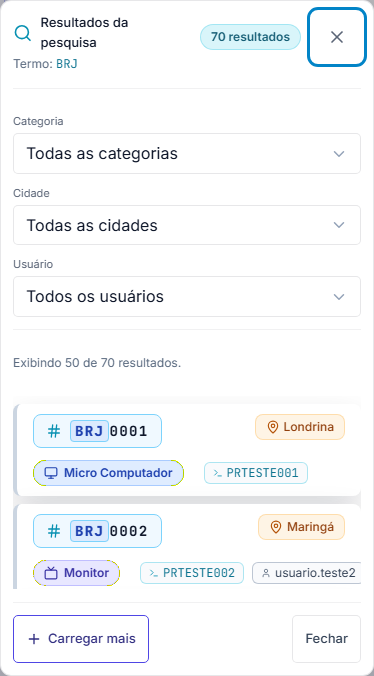 Resultados da
pesquisa
70 resultados
Termo: BRJ
Categoria
Todas as categorias
Cidade
Todas as cidades
Usuário
Todos os usuários
Exibindo 50 de 70 resultados.
# BRJ0001
Londrina
Micro Computador
PRTESTE001
# BRJ0002
Maringá
Monitor
PRTESTE002
usuario.teste2
+ Carregar mais
Fechar